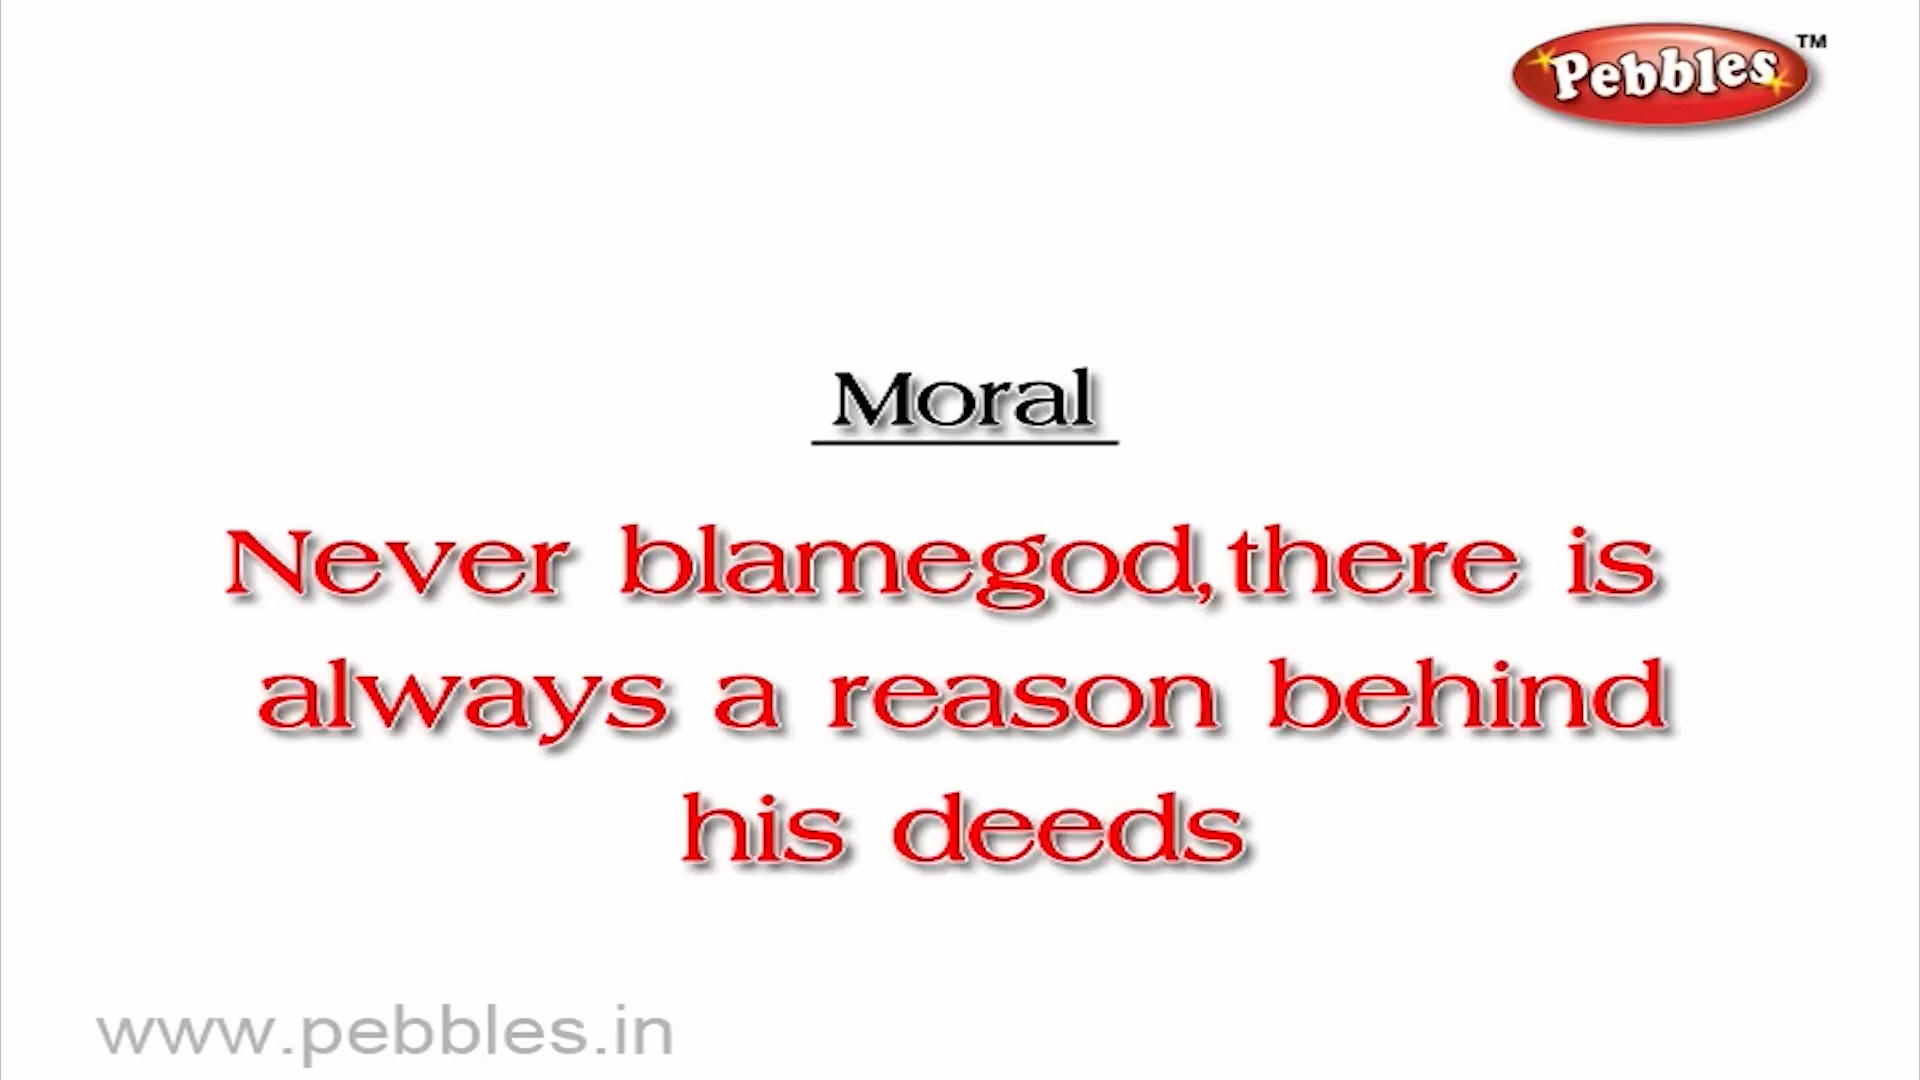 Pebbles™
Moral
Never blamegod,there is
always a reason behind
his deeds
www.pebbles.in